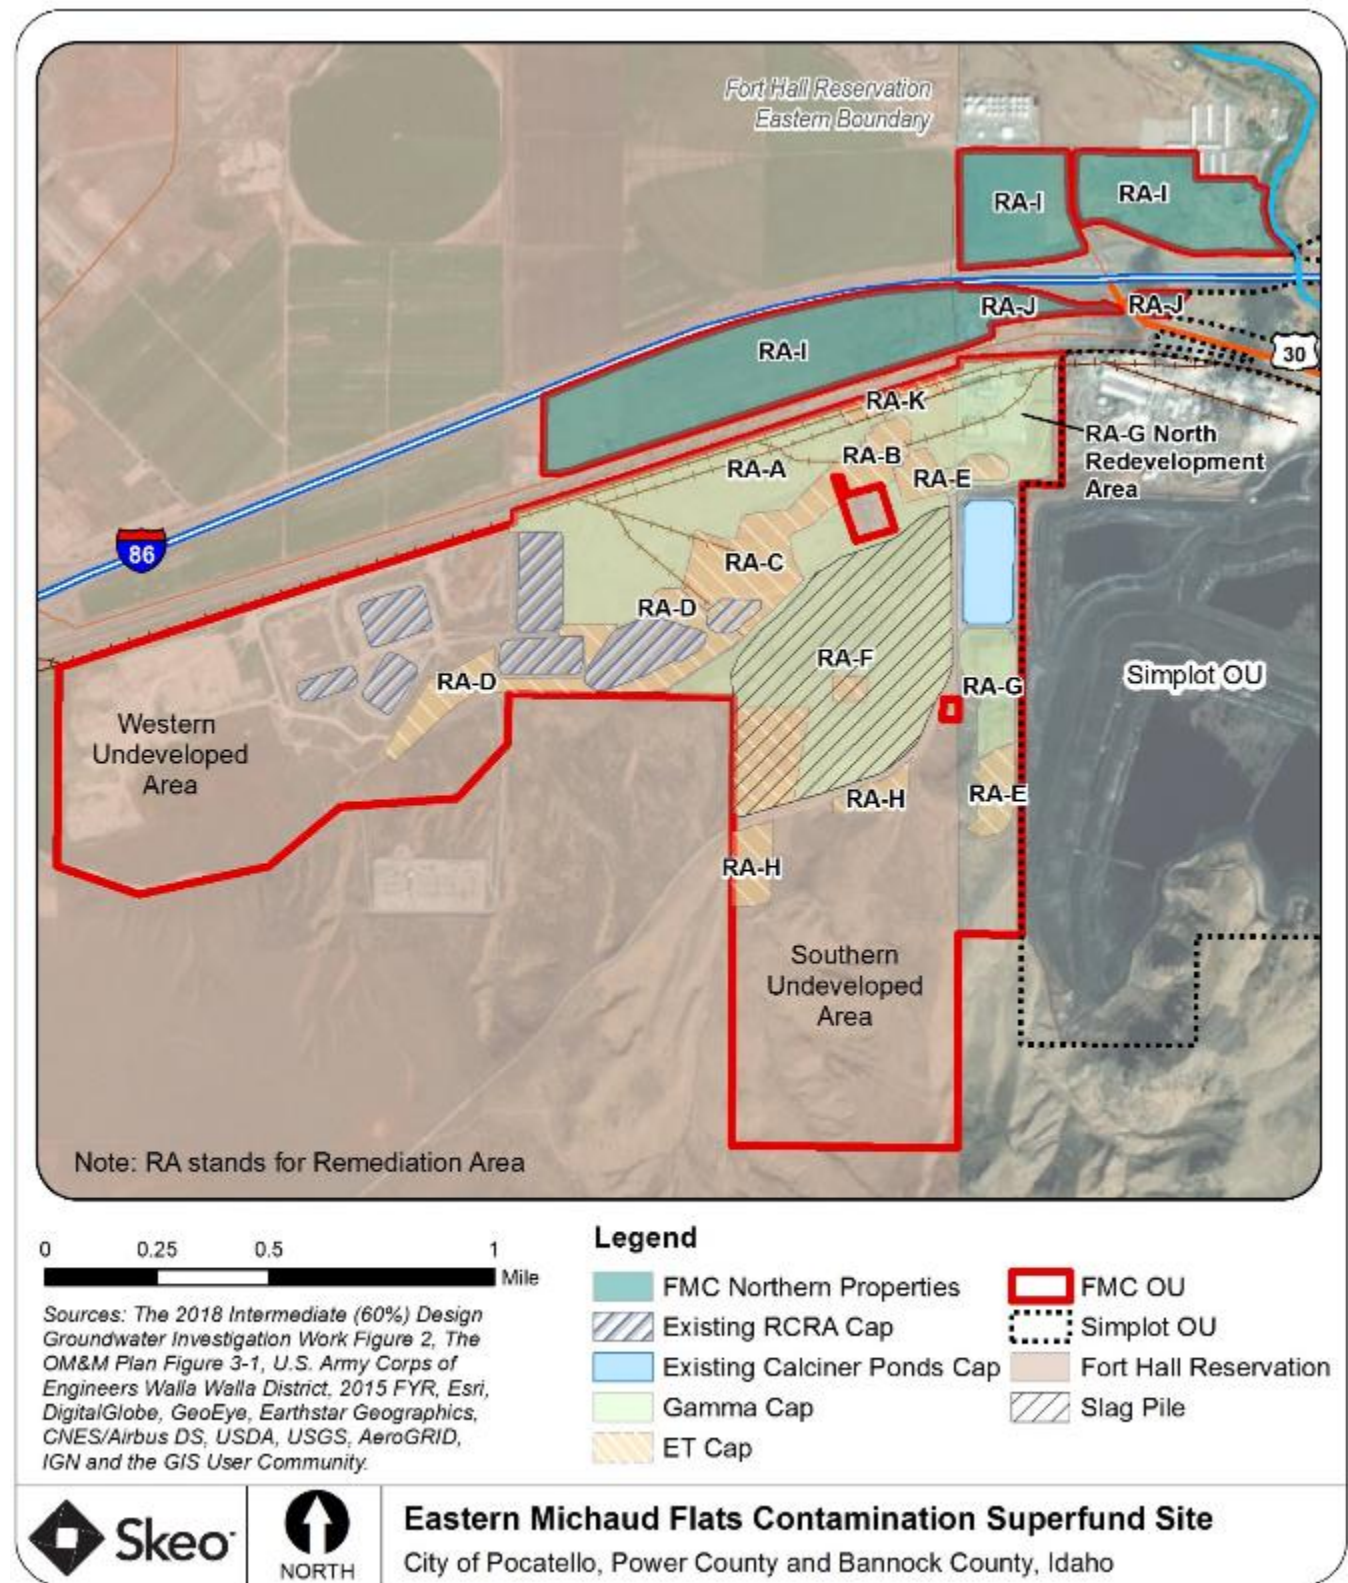 Fort Hall Reservation
Eastern Boundary
RA-I
RA-I
RA-J
RA-J
RA-I
30
RA-K
RA-G North
Redevelopment
Area
RA-B
RA-A
RA-E
86
RA-C
RA-D
RA-F
Simplot OU
RA-D
RA-G
Western
Undeveloped
Area
RA-H
RA-E
RA-H
Southern
Undeveloped
Area
Note: RA stands for Remediation Area
0 0.25 0.5 1
Mile
Sources: The 2018 Intermediate (60%) Design
Groundwater Investigation Work Figure 2, The
OM&M Plan Figure 3-1, U.S. Army Corps of
Engineers Walla Walla District, 2015 FYR, Esri,
DigitalGlobe, GeoEye, Earthstar Geographics,
CNES/Airbus DS, USDA, USGS, AeroGRID,
IGN and the GIS User Community.
Legend
FMC Northern Properties
Existing RCRA Cap
Existing Calciner Ponds Cap
Gamma Cap
ET Cap
FMC OU
Simplot OU
Fort Hall Reservation
Slag Pile
Skeo
NORTH
Eastern Michaud Flats Contamination Superfund Site
City of Pocatello, Power County and Bannock County, Idaho